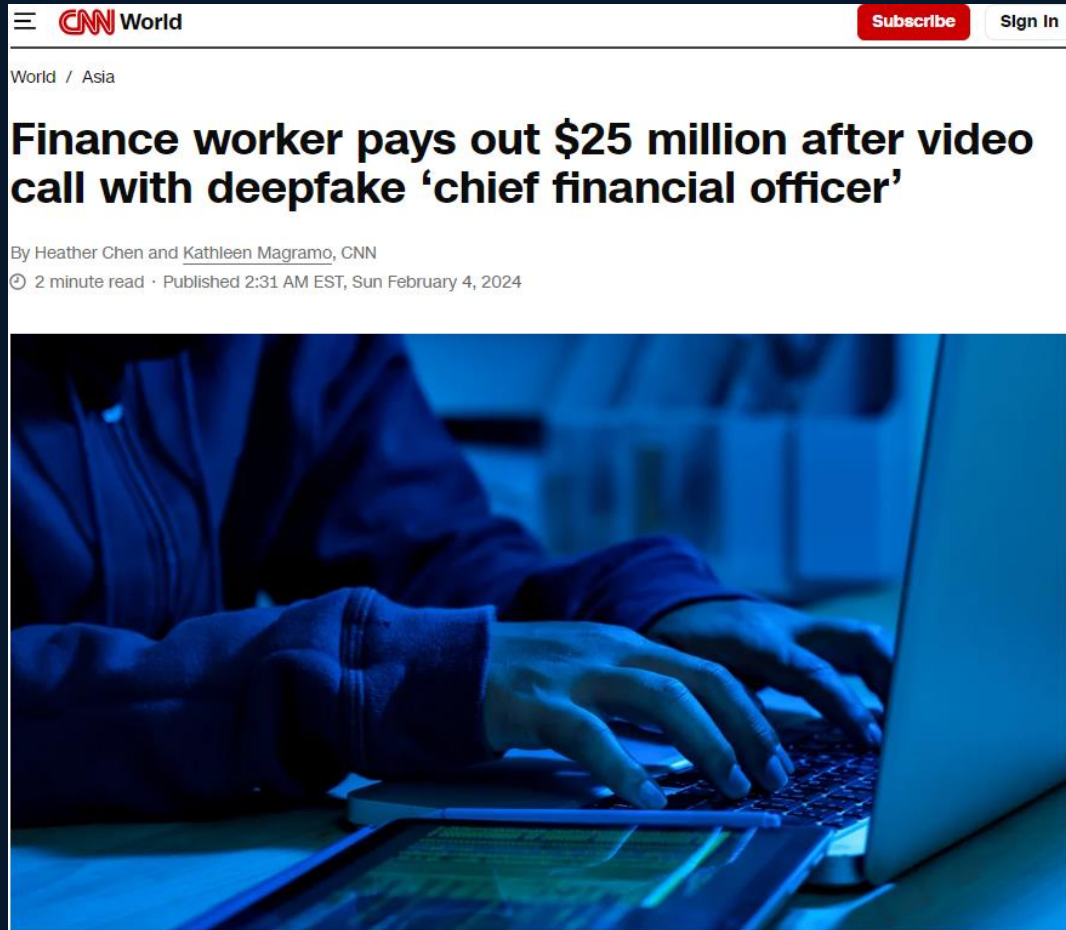 CNN World
Subscribe
Sign In
World / Asia
Finance worker pays out $25 million after video
call with deepfake ‘chief financial officer’
By Heather Chen and Kathleen Magramo, CNN
2 minute read · Published 2:31 AM EST, Sun February 4, 2024